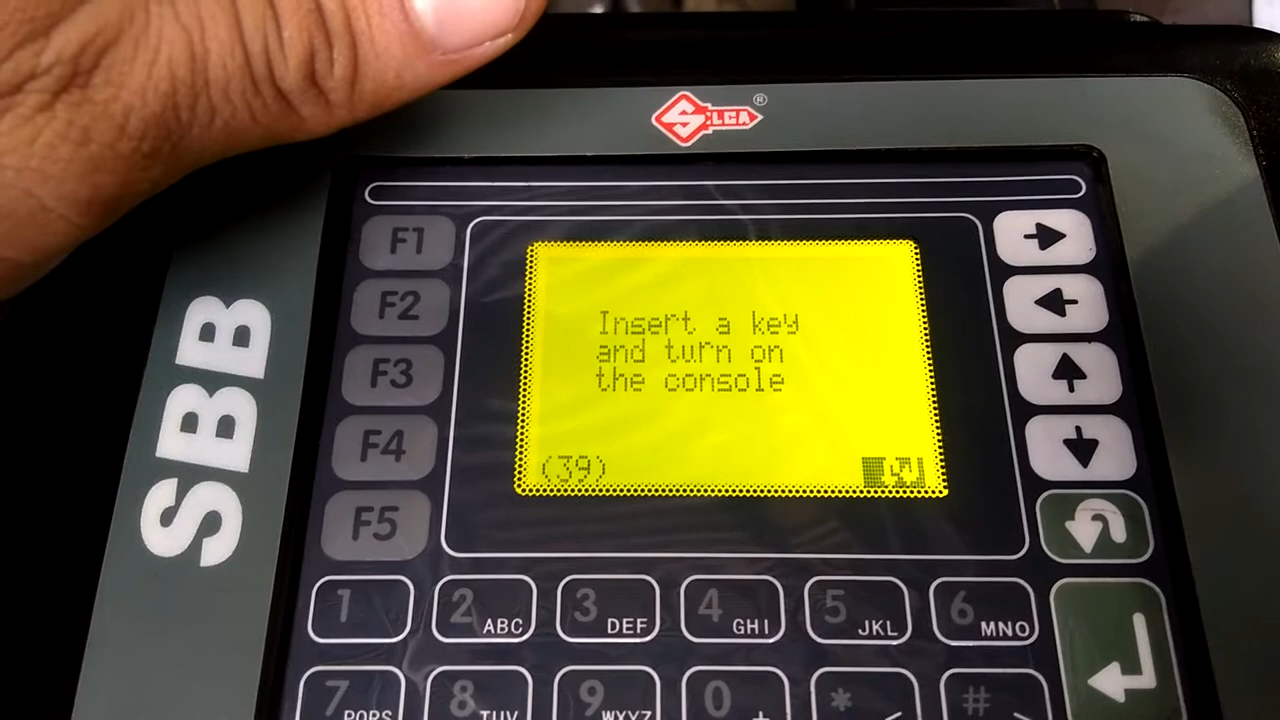 SILCA ®
SBB
F1
F2
F3
F4
F5
Insert a key
and turn on
the console
(39)
1
2 ABC
3 DEF
4 GHI
5 JKL
6 MNO
7 PQRS
8 TUV
9 WXYZ
0 +
* <
# >